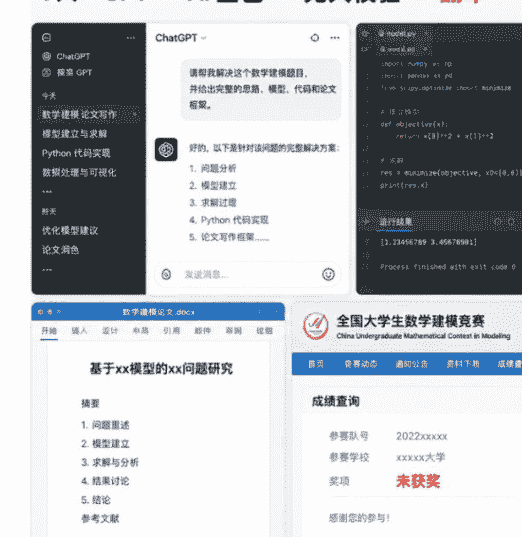 ChatGPT
探索 GPT
今天
数学建模论文写作
模型建立与求解
Python 代码实现
数据处理与可视化
昨天
优化模型建议
论文润色
ChatGPT
请帮我解决这个数学建模题目，
并给出完整的思路、模型、代码和论文
框架。
好的，以下是针对该问题的完整解决方案：
1. 问题分析
2. 模型建立
3. 求解过程
4. Python 代码实现
5. 论文写作框架……
发送消息...
model.py
model.py
def objective(x):
return x[0]**2 + x[1]**2
res = minimize(objective, x0=[0,0])
print(res.x)
运行结果
[1.23456789 3.45678901]
Process finished with exit code 0
数学建模论文.docx
开始 插入 设计 布局 引用 邮件 审阅 视图
基于xx模型的xx问题研究
摘要
1. 问题重述
2. 模型建立
3. 求解与分析
4. 结果讨论
5. 结论
参考文献
全国大学生数学建模竞赛
China Undergraduate Mathematical Contest in Modeling
首页 竞赛动态 通知公告 资料下载 成绩查
成绩查询
参赛队号 2022xxxxx
参赛学校 xxxxx大学
奖项 未获奖
感谢您的参与!